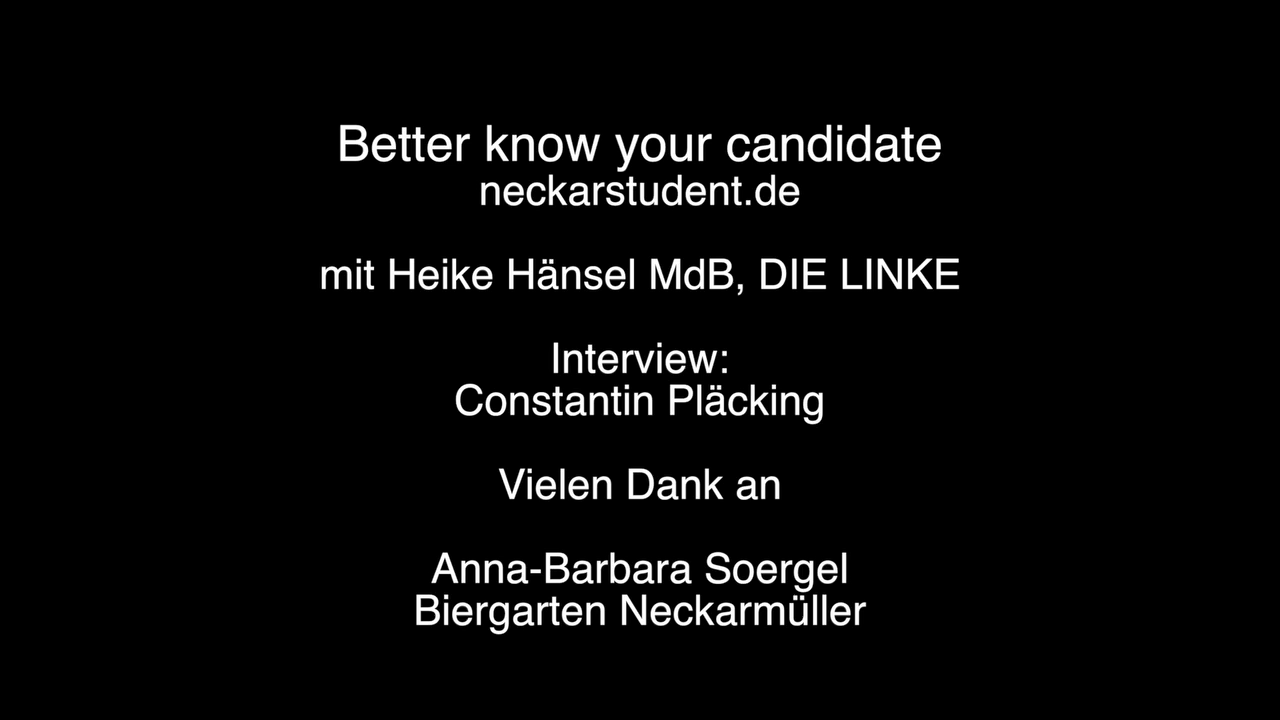 Better know your candidate
neckarstudent.de
mit Heike Hänsel MdB, DIE LINKE
Interview:
Constantin Pläcking
Vielen Dank an
Anna-Barbara Soergel
Biergarten Neckarmüller